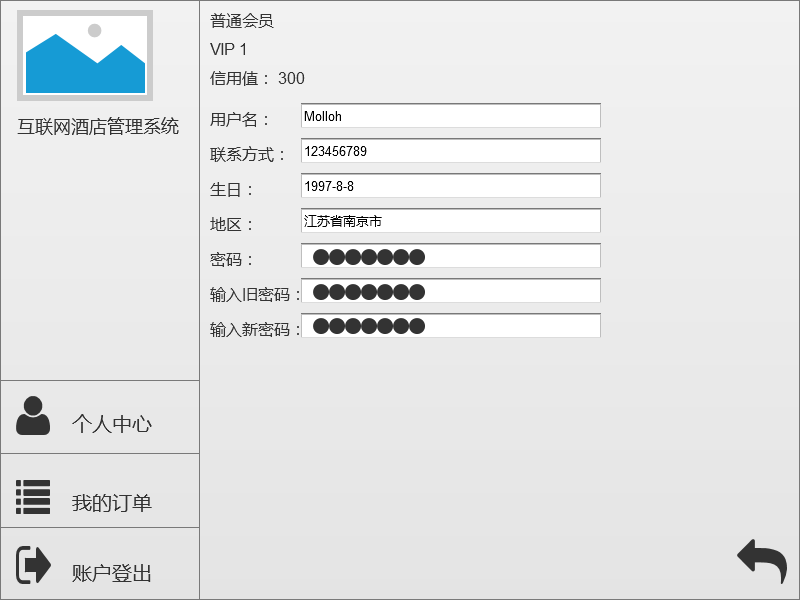 互联网酒店管理系统
个人中心
我的订单
账户登出
普通会员
VIP 1
信用值： 300
用户名： Molloh
联系方式： 123456789
生日： 1997-8-8
地区： 江苏省南京市
密码： ●●●●●●●
输入旧密码： ●●●●●●●
输入新密码： ●●●●●●●